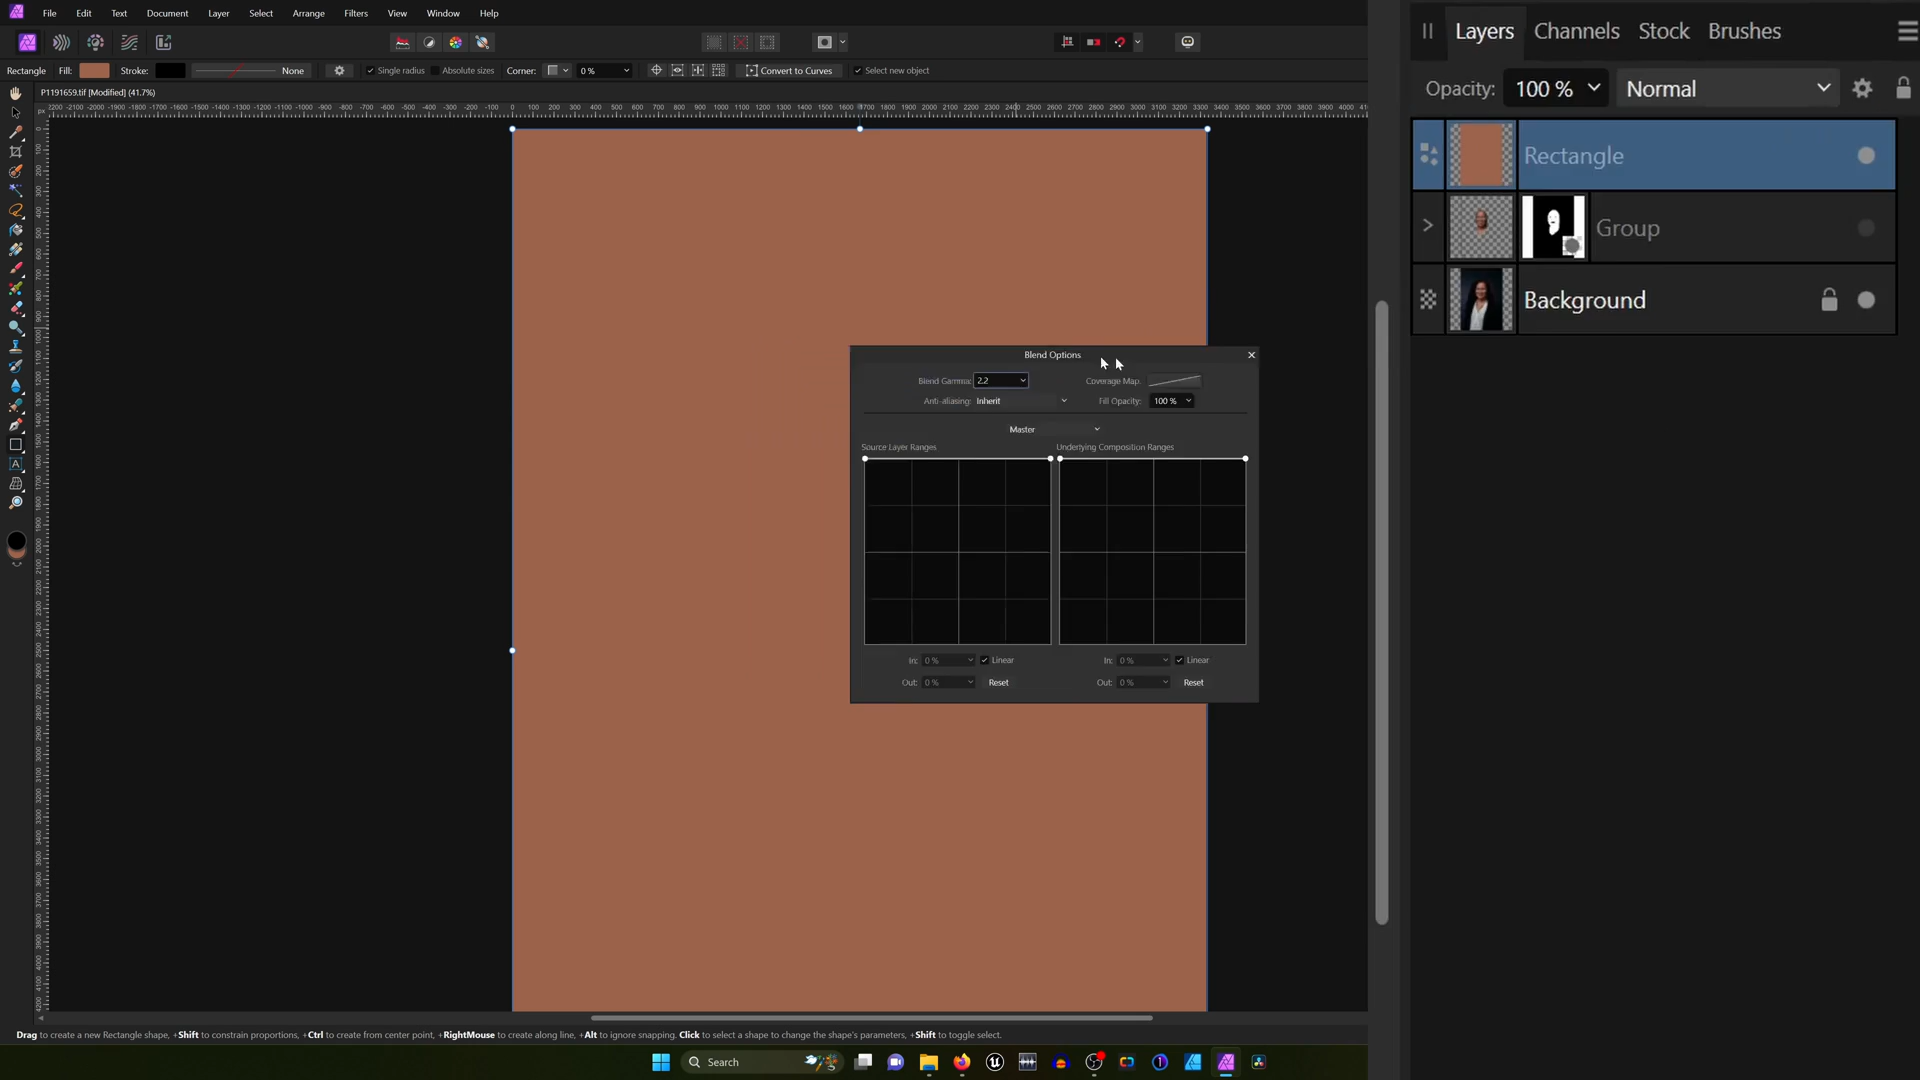 File Edit Text Document Layer Select Arrange Filters View Window Help
Rectangle Fill: Stroke: None Single radius Absolute sizes Corner: 0 % Convert to Curves Select new object
P1191659.tif [Modified] (41.7%)
Layers Channels Stock Brushes
Opacity: 100 % Normal
Rectangle
Group
Background
Blend Options
Blend Gamma: 2.2 Coverage Map:
Anti-aliasing: Inherit Fill Opacity: 100 %
Master
Source Layer Ranges Underlying Composition Ranges
In: 0 % Linear In: 0 % Linear
Out: 0 % Reset Out: 0 % Reset
Drag to create a new Rectangle shape, +Shift to constrain proportions, +Ctrl to create from center point, +RightMouse to create along line, +Alt to ignore snapping. Click to select a shape to change the shape's parameters, +Shift to toggle select.
Search